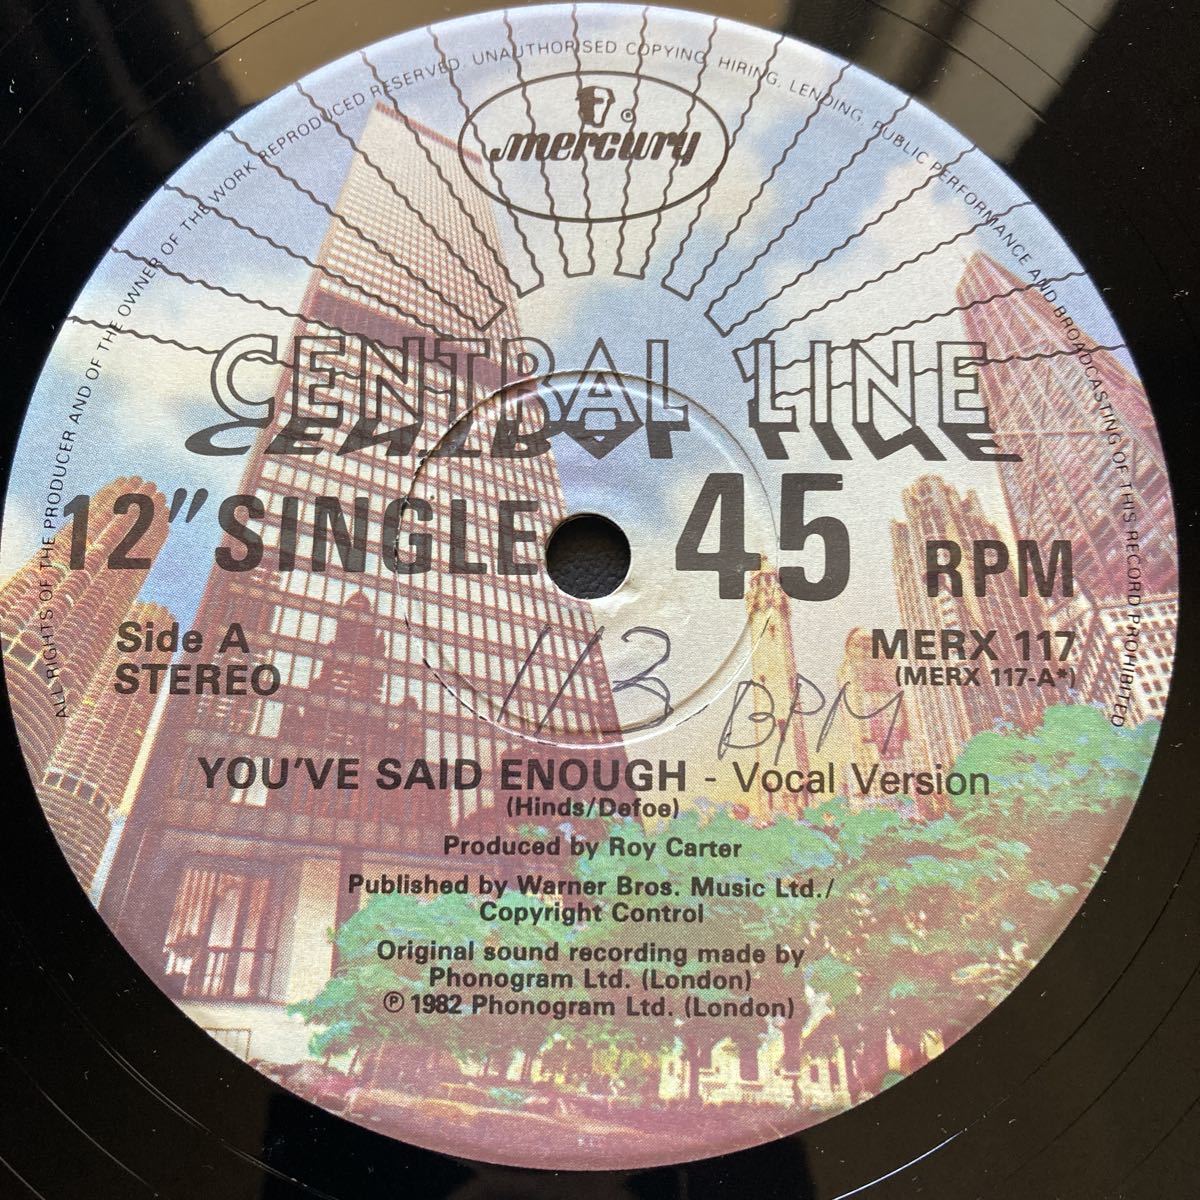 ALL RIGHTS OF THE PRODUCER AND OF THE OWNER OF THE WORK REPRODUCED RESERVED. UNAUTHORISED COPYING, HIRING, LENDING, PUBLIC PERFORMANCE AND BROADCASTING OF THIS RECORD PROHIBITED
mercury
CENTRAL LINE
12" SINGLE 45 RPM
Side A
STEREO
MERX 117
(MERX 117-A*)
113 BPM
YOU'VE SAID ENOUGH - Vocal Version
(Hinds/Defoe)
Produced by Roy Carter
Published by Warner Bros. Music Ltd./
Copyright Control
Original sound recording made by
Phonogram Ltd. (London)
℗ 1982 Phonogram Ltd. (London)